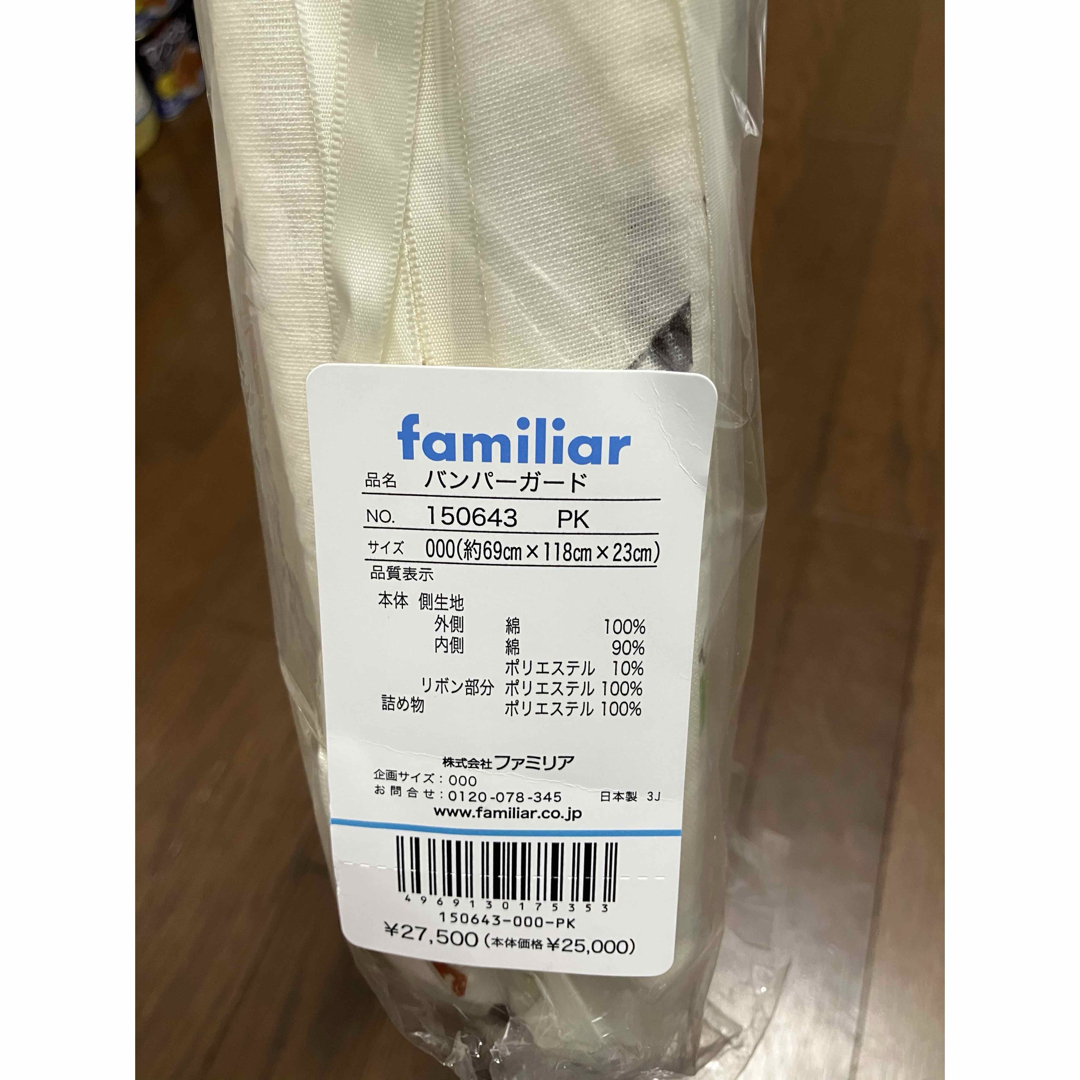 familiar
品名 バンパーガード
NO. 150643 PK
サイズ 000(約69㎝×118㎝×23㎝)
品質表示
本体 側生地
外側 綿 100%
内側 綿 90%
ポリエステル 10%
リボン部分 ポリエステル 100%
詰め物 ポリエステル 100%
株式会社ファミリア
企画サイズ：000
お問合せ：0120-078-345 日本製 3J
www.familiar.co.jp
4969130175353
150643-000-PK
¥27,500(本体価格 ¥25,000)